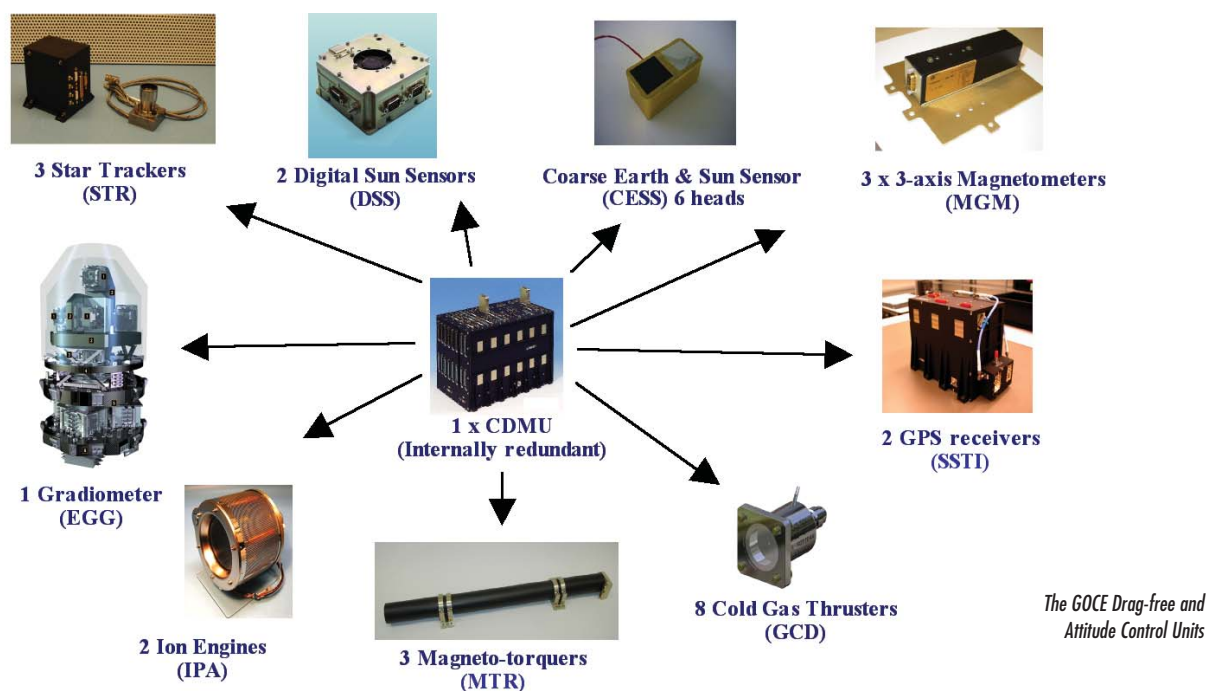 3 Star Trackers
(STR)
2 Digital Sun Sensors
(DSS)
Coarse Earth & Sun Sensor
(CESS) 6 heads
3 x 3-axis Magnetometers
(MGM)
1 x CDMU
(Internally redundant)
2 GPS receivers
(SSTI)
1 Gradiometer
(EGG)
2 Ion Engines
(IPA)
3 Magneto-torquers
(MTR)
8 Cold Gas Thrusters
(GCD)
The GOCE Drag-free and
Attitude Control Units